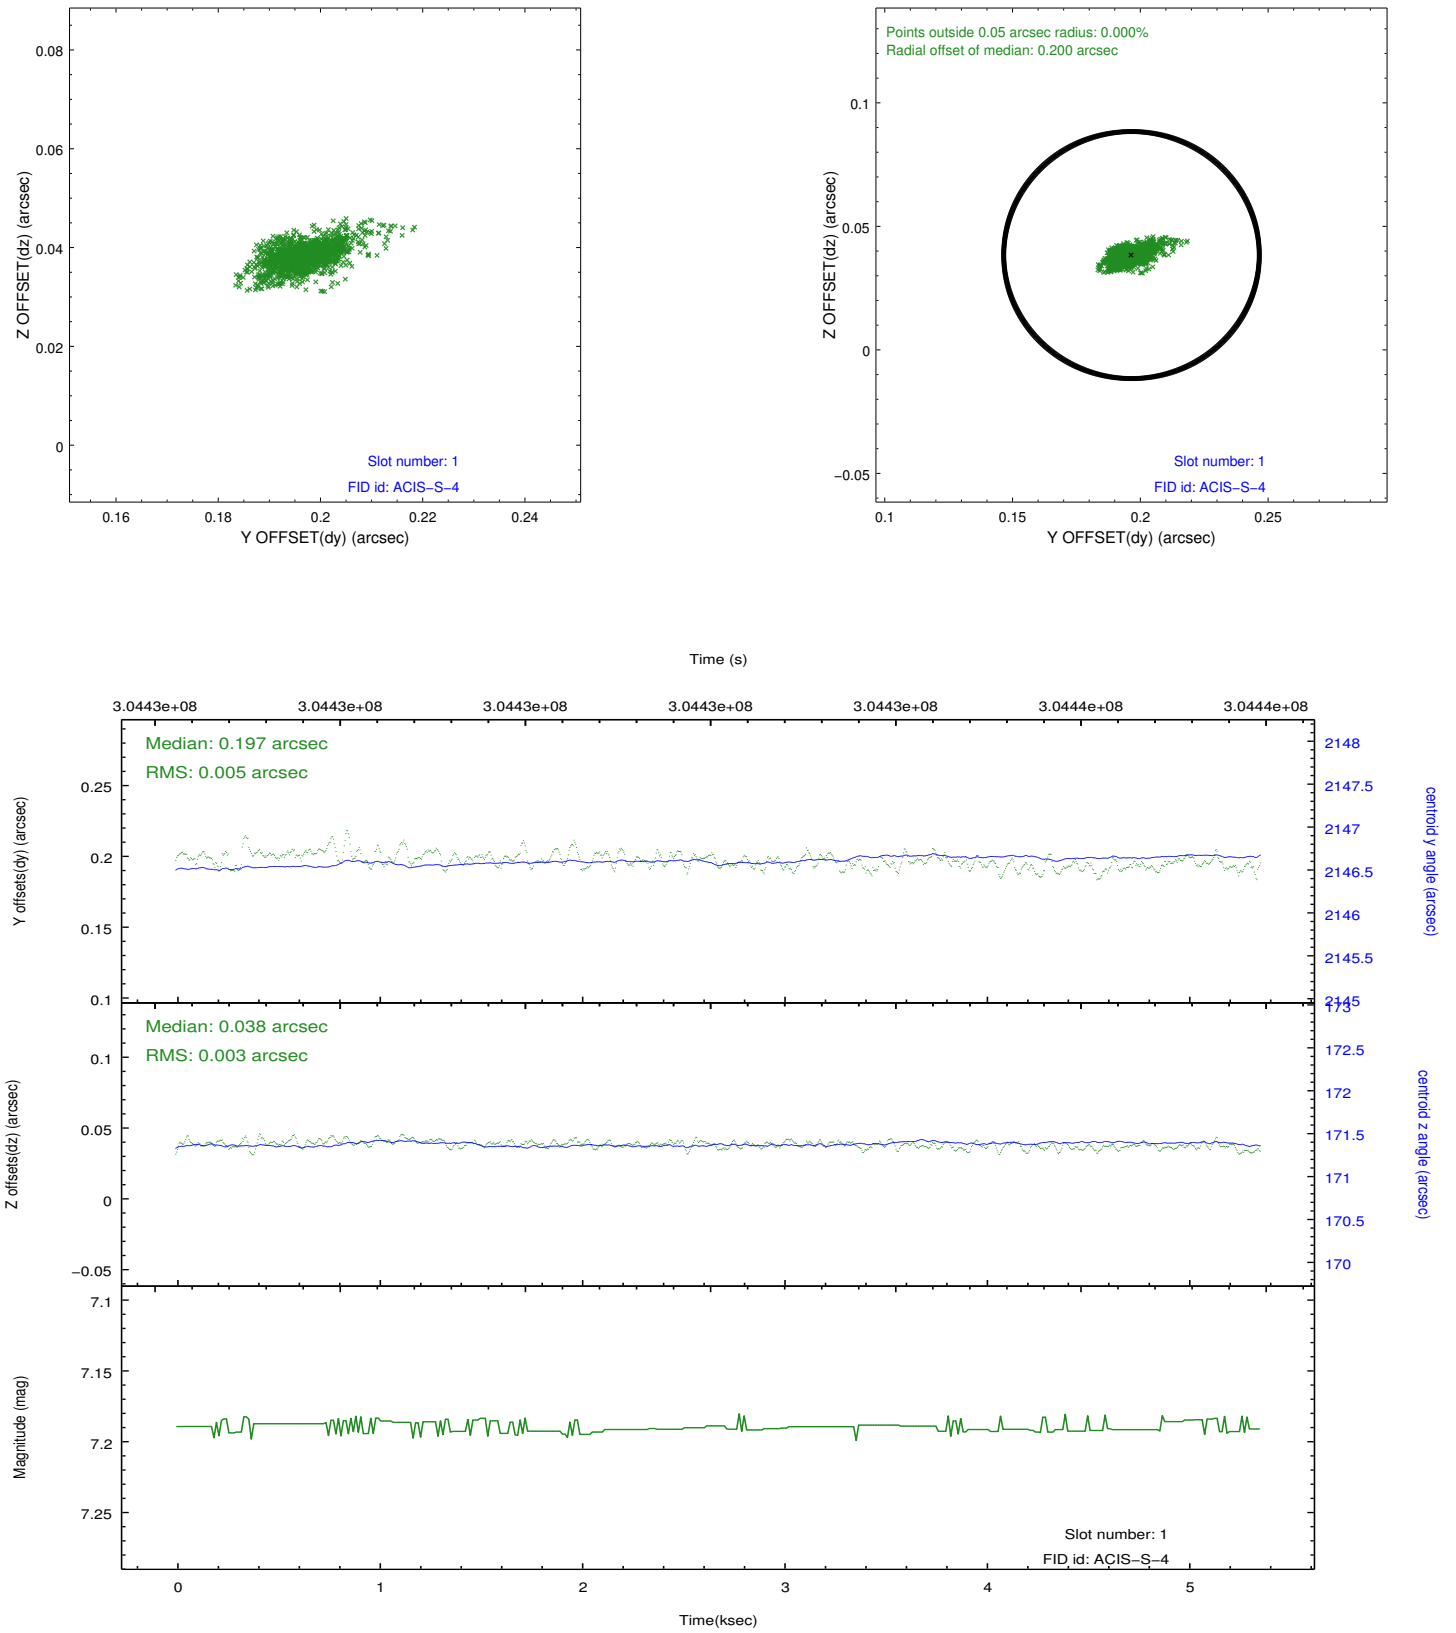 0.08
0.06
0.04
0.02
0
Z OFFSET(dz) (arcsec)
Slot number: 1
FID id: ACIS−S−4
0.16 0.18 0.2 0.22 0.24
Y OFFSET(dy) (arcsec)
Points outside 0.05 arcsec radius: 0.000%
Radial offset of median: 0.200 arcsec
0.1
0.05
0
−0.05
Z OFFSET(dz) (arcsec)
Slot number: 1
FID id: ACIS−S−4
0.1 0.15 0.2 0.25
Y OFFSET(dy) (arcsec)
Time (s)
3.0443e+08 3.0443e+08 3.0443e+08 3.0443e+08 3.0443e+08 3.0444e+08 3.0444e+08
Median: 0.197 arcsec
RMS: 0.005 arcsec
0.25
0.2
0.15
0.1
Y offsets(dy) (arcsec)
2148
2147.5
2147
2146.5
2146
2145.5
2145
centroid y angle (arcsec)
Median: 0.038 arcsec
RMS: 0.003 arcsec
0.1
0.05
0
−0.05
Z offsets(dz) (arcsec)
173
172.5
172
171.5
171
170.5
170
centroid z angle (arcsec)
7.1
7.15
7.2
7.25
Magnitude (mag)
Slot number: 1
FID id: ACIS−S−4
0 1 2 3 4 5
Time(ksec)